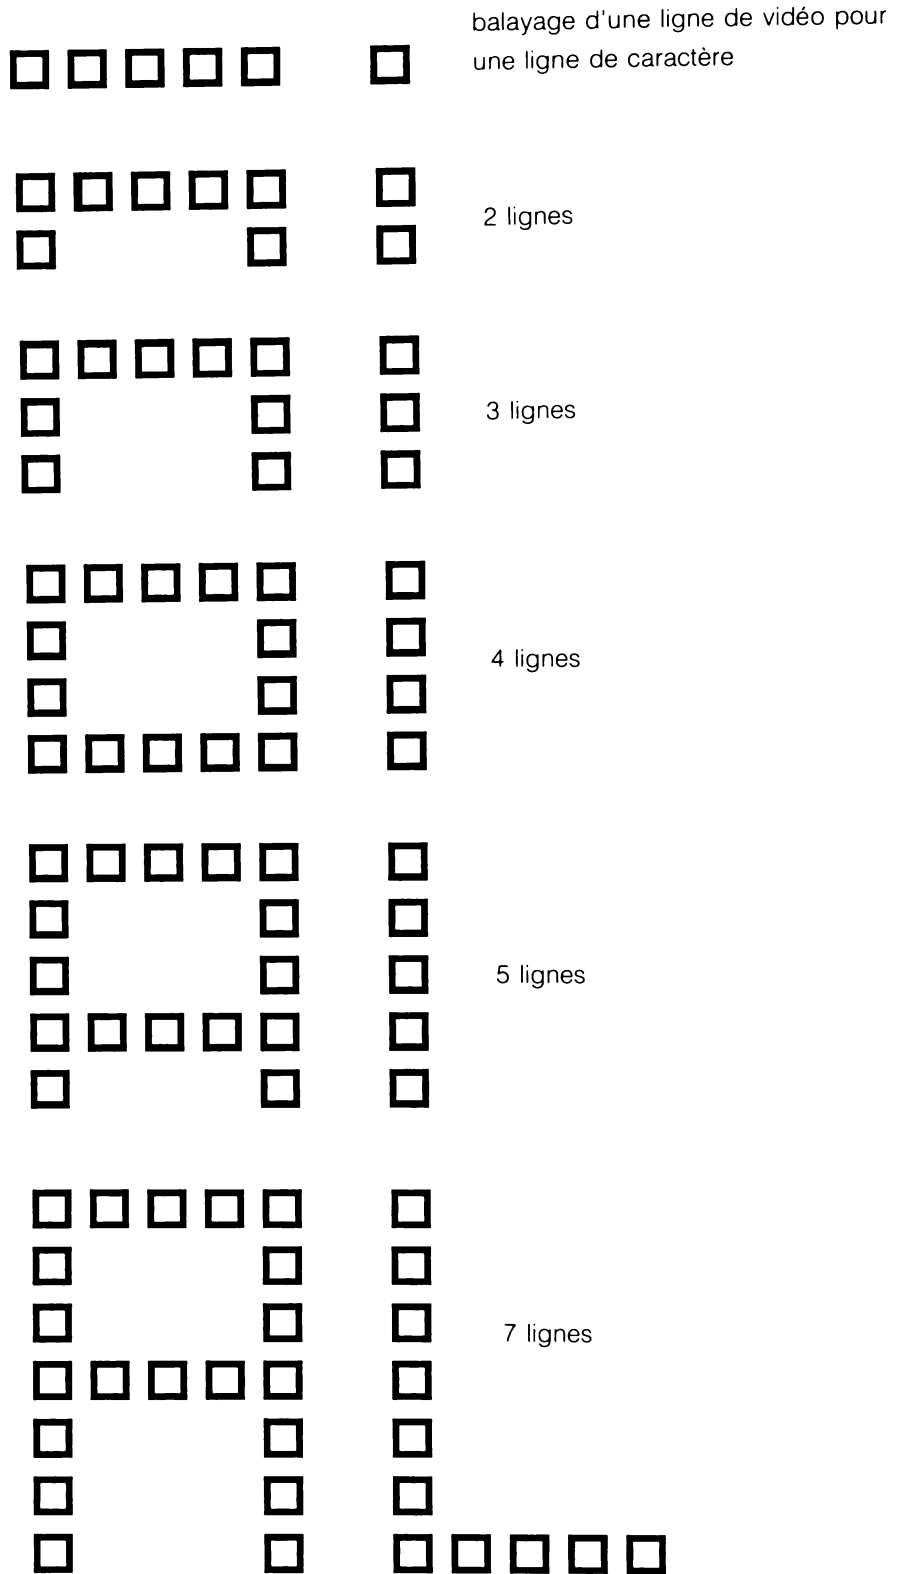 balayage d'une ligne de vidéo pour
une ligne de caractère
2 lignes
3 lignes
4 lignes
5 lignes
7 lignes